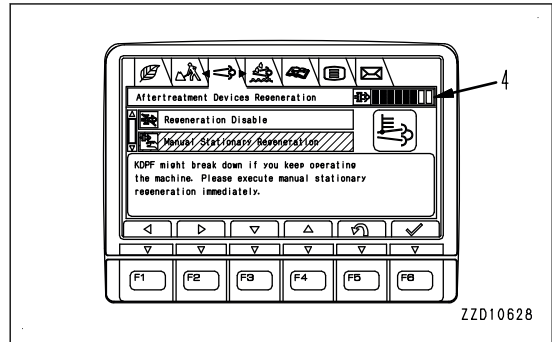 Aftertreatment Devices Regeneration
4
Regeneration Disable
Manual Stationary Regeneration
KDPF might break down if you keep operating
the machine. Please execute manual stationary
regeneration immediately.
F1 F2 F3 F4 F5 F6
ZZD10628